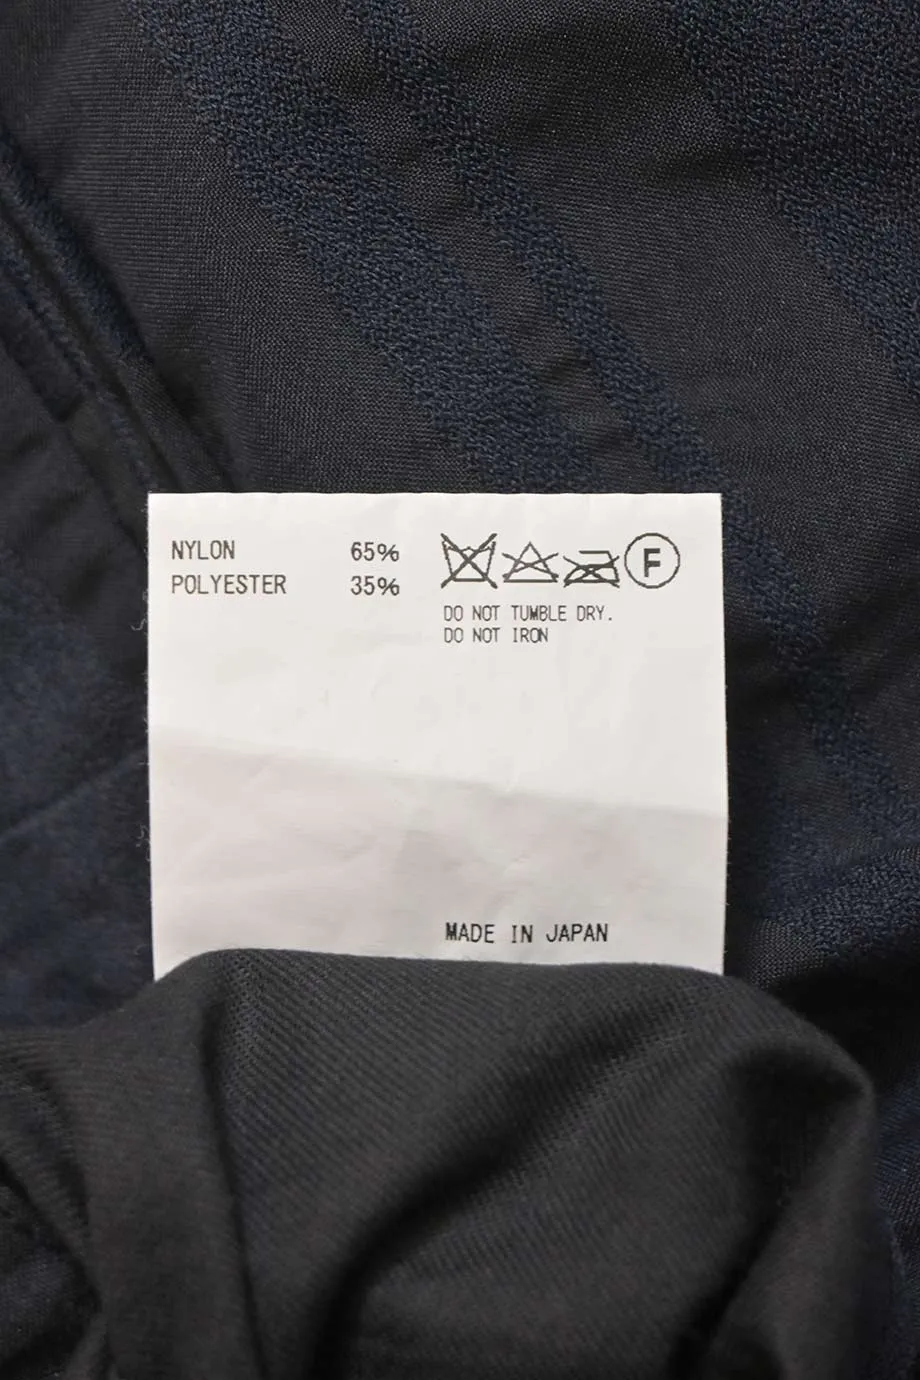 NYLON 65%
POLYESTER 35%
F
DO NOT TUMBLE DRY.
DO NOT IRON
MADE IN JAPAN